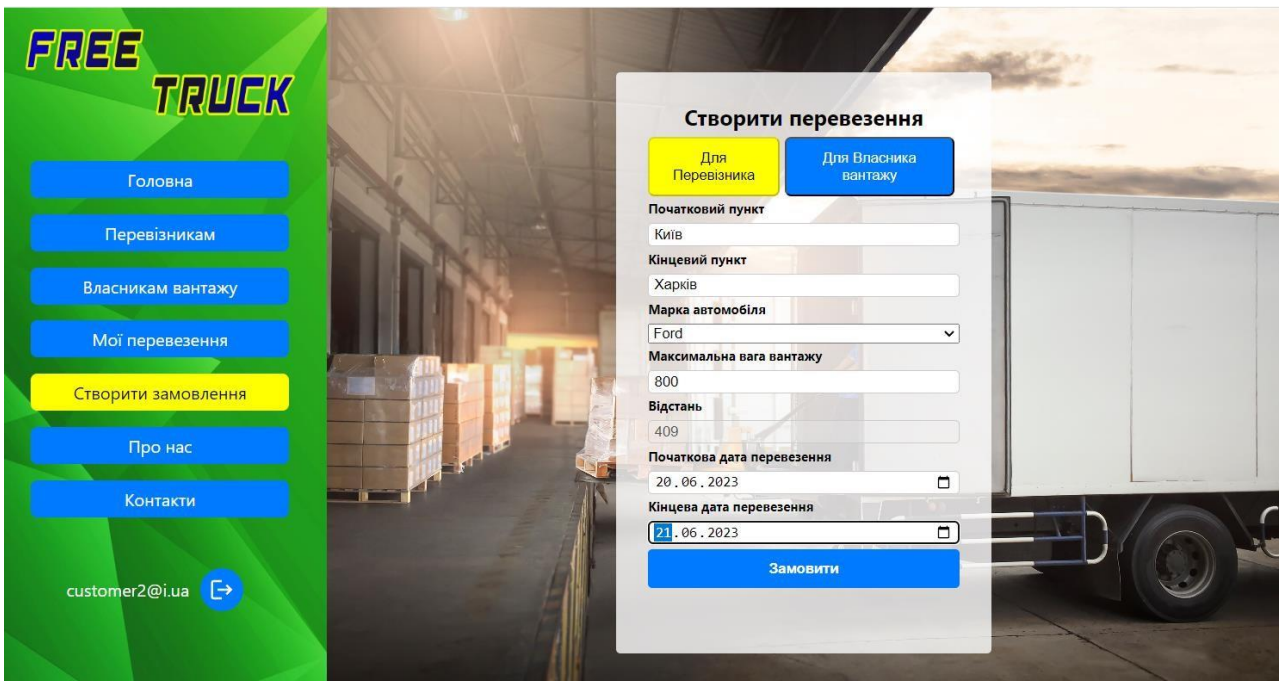 FREE
TRUCK
Головна
Перевізникам
Власникам вантажу
Мої перевезення
Створити замовлення
Про нас
Контакти
customer2@i.ua
Створити перевезення
Для
Перевізника
Для Власника
вантажу
Початковий пункт
Київ
Кінцевий пункт
Харків
Марка автомобіля
Ford
Максимальна вага вантажу
800
Відстань
409
Початкова дата перевезення
20.06.2023
Кінцева дата перевезення
21.06.2023
Замовити